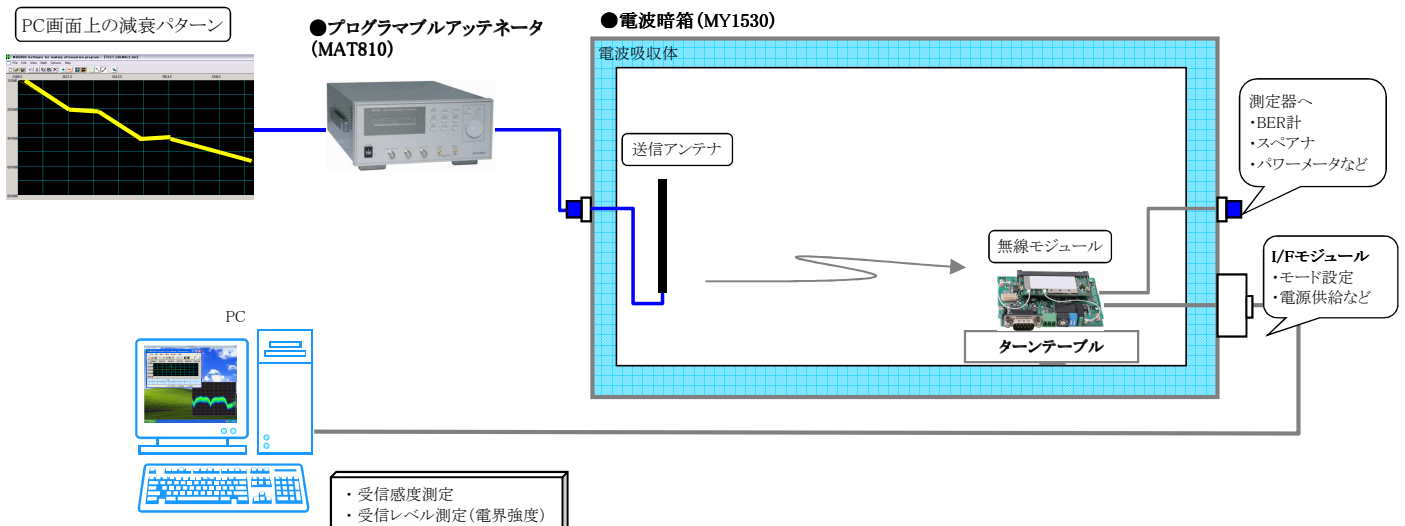 PC画面上の減衰パターン
●プログラマブルアッテネータ
(MAT810)
●電波暗箱(MY1530)
電波吸収体
送信アンテナ
無線モジュール
ターンテーブル
測定器へ
・BER計
・スペアナ
・パワーメータなど
I/Fモジュール
・モード設定
・電源供給など
PC
・受信感度測定
・受信レベル測定(電界強度)